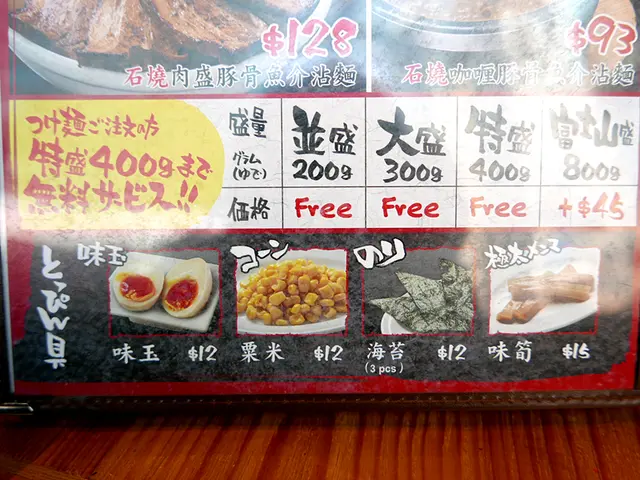 $128
石燒肉盛豚骨魚介沾麵
$93
石燒咖喱豚骨魚介沾麵
つけ麺ご注文の方
特盛400gまで
無料サービス!!
盛量
グラム
(ゆで)
並盛
200g
大盛
300g
特盛
400g
富士山盛
800g
価格
Free
Free
Free
+$45
とっぴん具
味玉
コーン
のり
極太メンマ
味玉 $12
粟米 $12
海苔 $12
(3 pcs)
味筍 $15